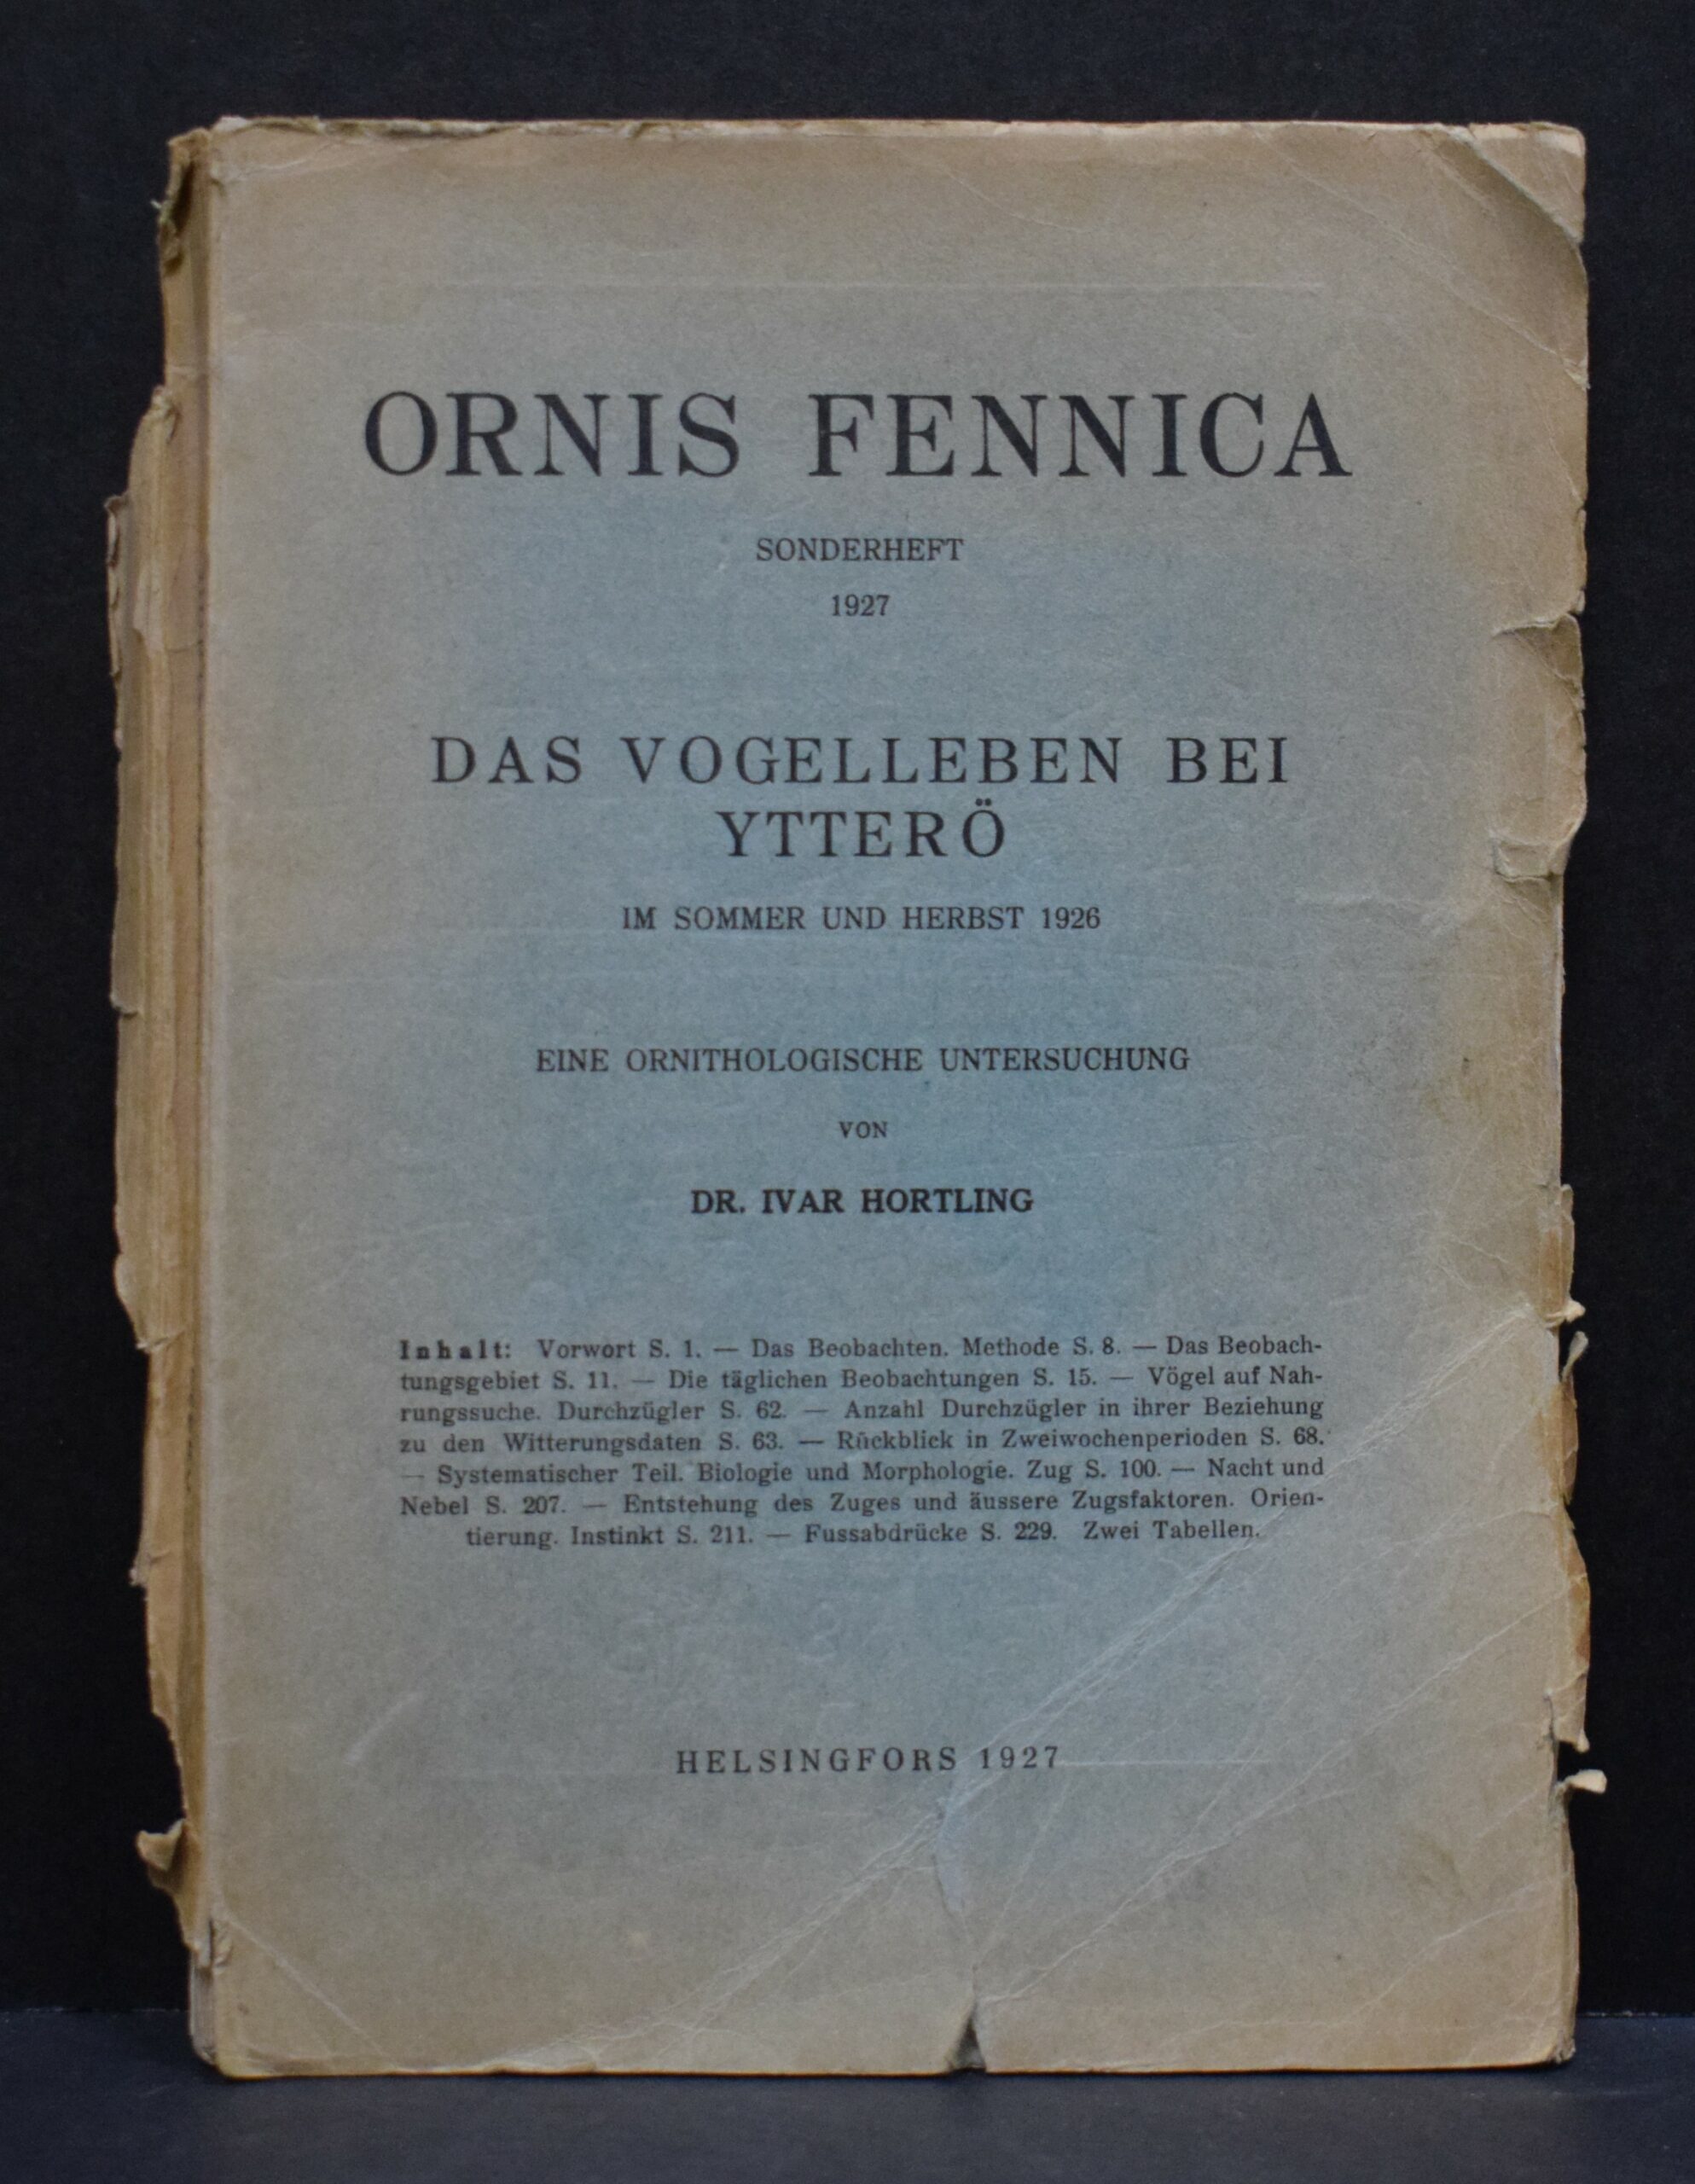 ORNIS FENNICA
SONDERHEFT
1927
DAS VOGELLEBEN BEI
YTTERÖ
IM SOMMER UND HERBST 1926
EINE ORNITHOLOGISCHE UNTERSUCHUNG
VON
DR. IVAR HORTLING
Inhalt: Vorwort S. 1. — Das Beobachten. Methode S. 8. — Das Beobach-
tungsgebiet S. 11. — Die täglichen Beobachtungen S. 15. — Vögel auf Nah-
rungssuche. Durchzügler S. 62. — Anzahl Durchzügler in ihrer Beziehung
zu den Witterungsdaten S. 63. — Rückblick in Zweiwochenperioden S. 68.
— Systematischer Teil. Biologie und Morphologie. Zug S. 100. — Nacht und
Nebel S. 207. — Entstehung des Zuges und äussere Zugsfaktoren. Orien-
tierung. Instinkt S. 211. — Fussabdrücke S. 229. Zwei Tabellen.
HELSINGFORS 1927